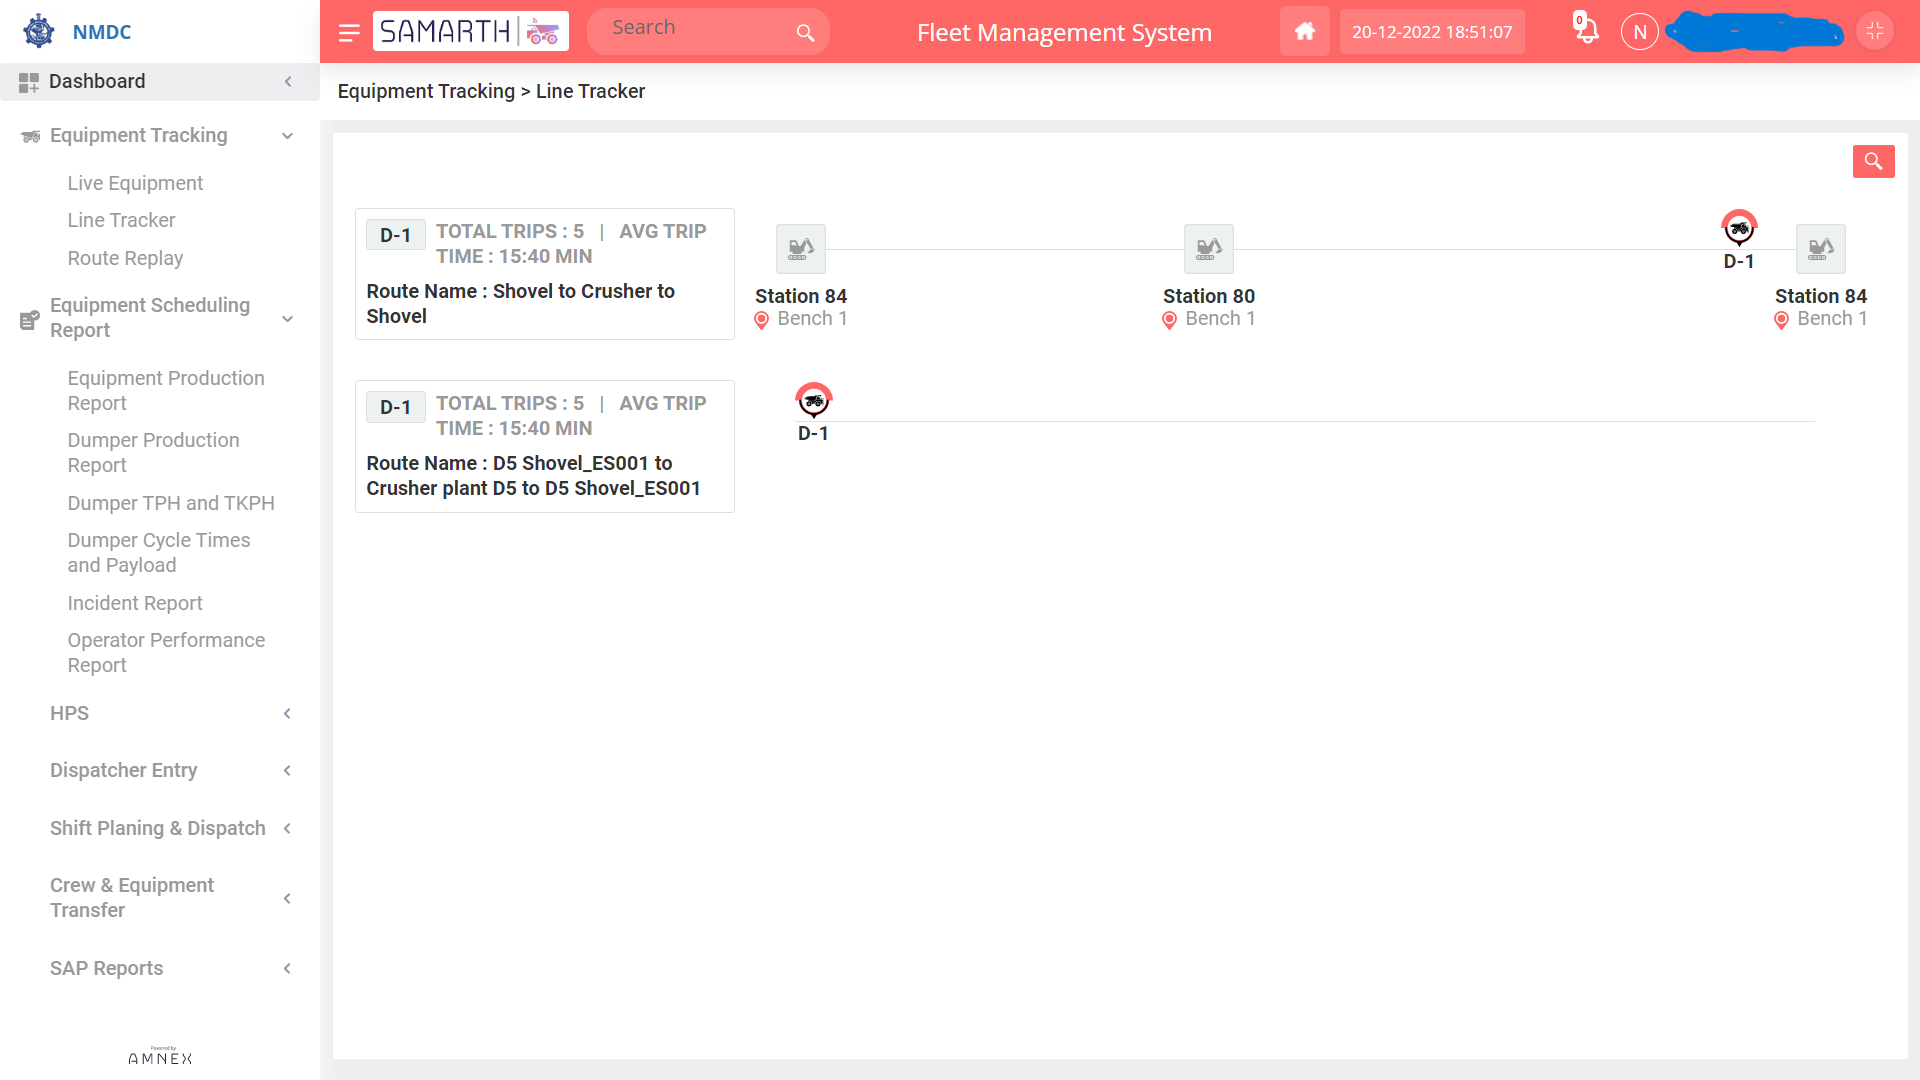 NMDC
SAMARTH
Search
Fleet Management System
20-12-2022 18:51:07
0
N
Dashboard
Equipment Tracking > Line Tracker
Equipment Tracking
Live Equipment
Line Tracker
Route Replay
Equipment Scheduling
Report
Equipment Production
Report
Dumper Production
Report
Dumper TPH and TKPH
Dumper Cycle Times
and Payload
Incident Report
Operator Performance
Report
HPS
Dispatcher Entry
Shift Planing & Dispatch
Crew & Equipment
Transfer
SAP Reports
Powered by
AMNEX
D-1 TOTAL TRIPS : 5 | AVG TRIP
TIME : 15:40 MIN
Route Name : Shovel to Crusher to
Shovel
Station 84
Bench 1
Station 80
Bench 1
D-1
Station 84
Bench 1
D-1 TOTAL TRIPS : 5 | AVG TRIP
TIME : 15:40 MIN
Route Name : D5 Shovel_ES001 to
Crusher plant D5 to D5 Shovel_ES001
D-1